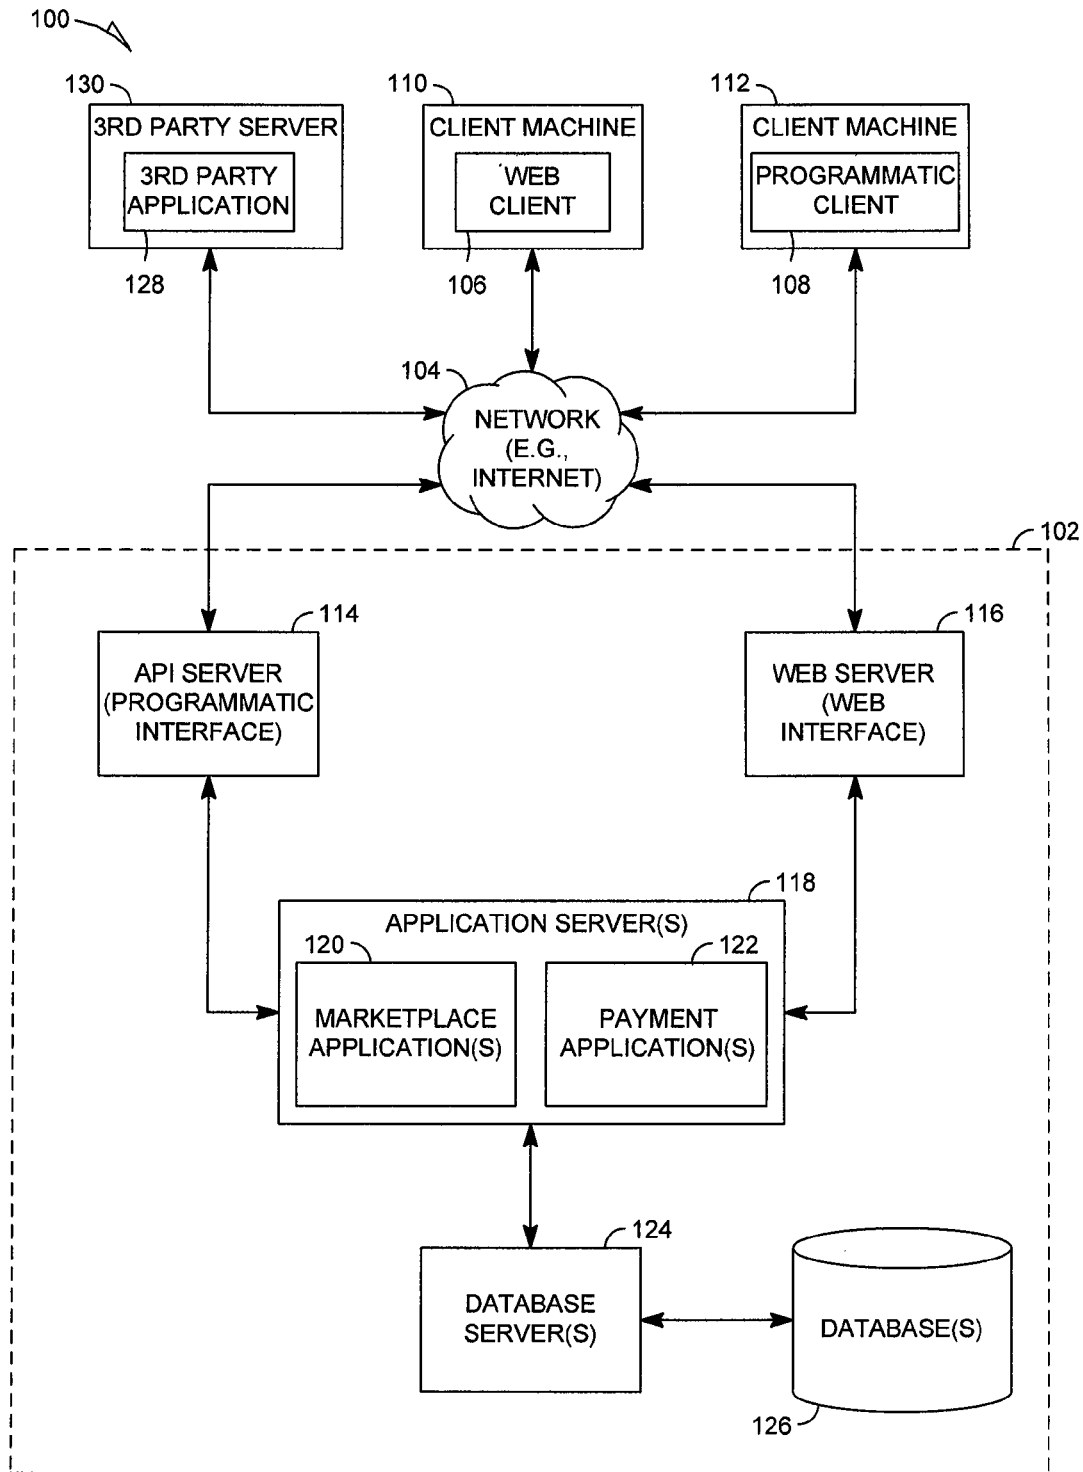 100
130
110
112
3RD PARTY SERVER
CLIENT MACHINE
CLIENT MACHINE
3RD PARTY
APPLICATION
WEB
CLIENT
PROGRAMMATIC
CLIENT
128
106
108
104
NETWORK
(E.G.,
INTERNET)
102
114
116
API SERVER
(PROGRAMMATIC
INTERFACE)
WEB SERVER
(WEB
INTERFACE)
118
APPLICATION SERVER(S)
120
122
MARKETPLACE
APPLICATION(S)
PAYMENT
APPLICATION(S)
124
DATABASE
SERVER(S)
DATABASE(S)
126